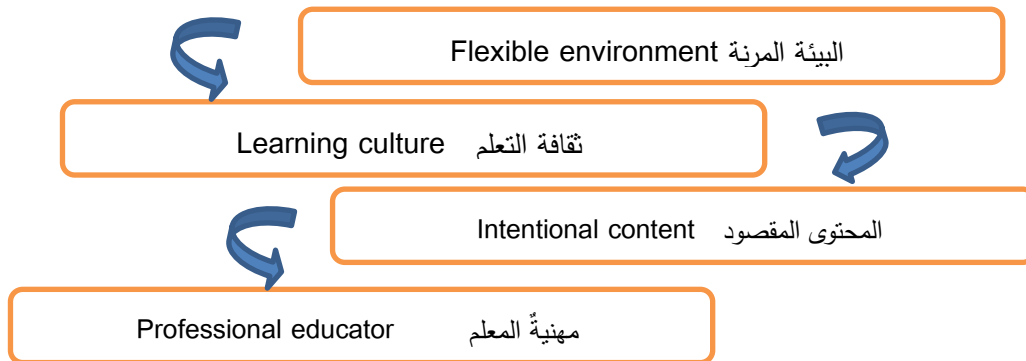 البيئة المرنة Flexible environment
ثقافة التعلم Learning culture
المحتوى المقصود Intentional content
مهنيةٌ المعلم Professional educator